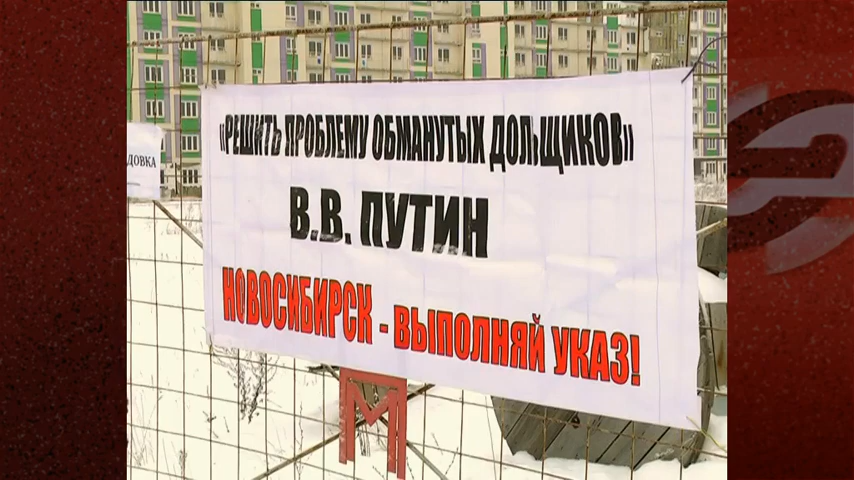 «РЕШИТЬ ПРОБЛЕМУ ОБМАНУТЫХ ДОЛЬЩИКОВ»
В.В. ПУТИН
НОВОСИБИРСК - ВЫПОЛНЯЙ УКАЗ!
ДОВКА